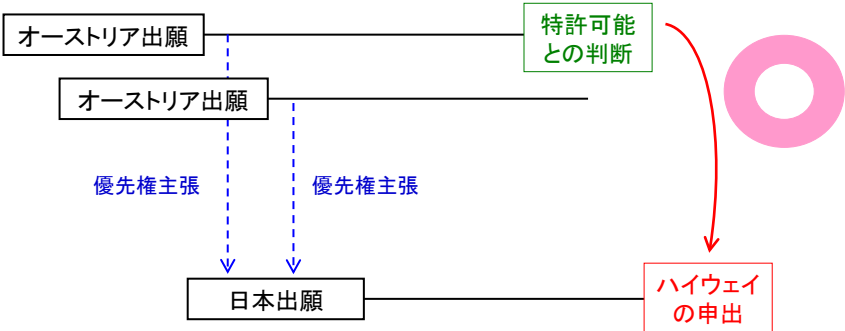 オーストリア出願
特許可能
との判断
オーストリア出願
優先権主張
優先権主張
日本出願
ハイウェイ
の申出